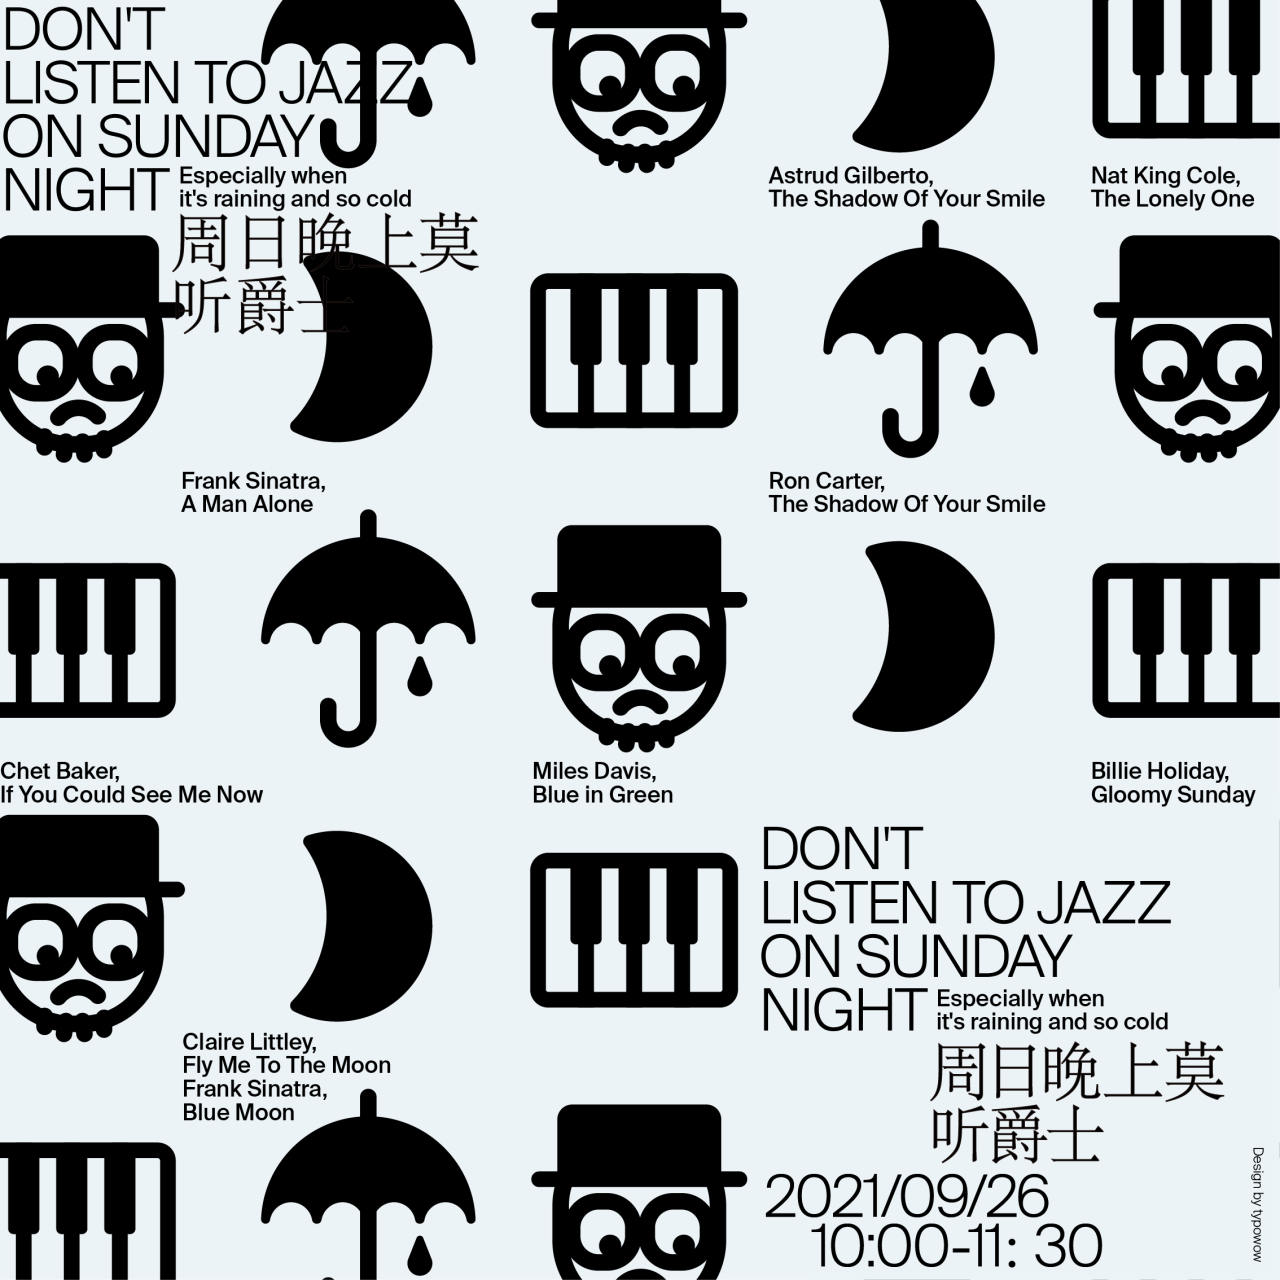 DON'T
LISTEN TO JAZZ
ON SUNDAY
NIGHT
Especially when
it's raining and so cold
周日晚上莫
听爵士
Astrud Gilberto,
The Shadow Of Your Smile
Nat King Cole,
The Lonely One
Frank Sinatra,
A Man Alone
Ron Carter,
The Shadow Of Your Smile
Chet Baker,
If You Could See Me Now
Miles Davis,
Blue in Green
Billie Holiday,
Gloomy Sunday
Claire Littley,
Fly Me To The Moon
Frank Sinatra,
Blue Moon
DON'T
LISTEN TO JAZZ
ON SUNDAY
NIGHT
Especially when
it's raining and so cold
周日晚上莫
听爵士
2021/09/26
10:00-11: 30
Design by typowow